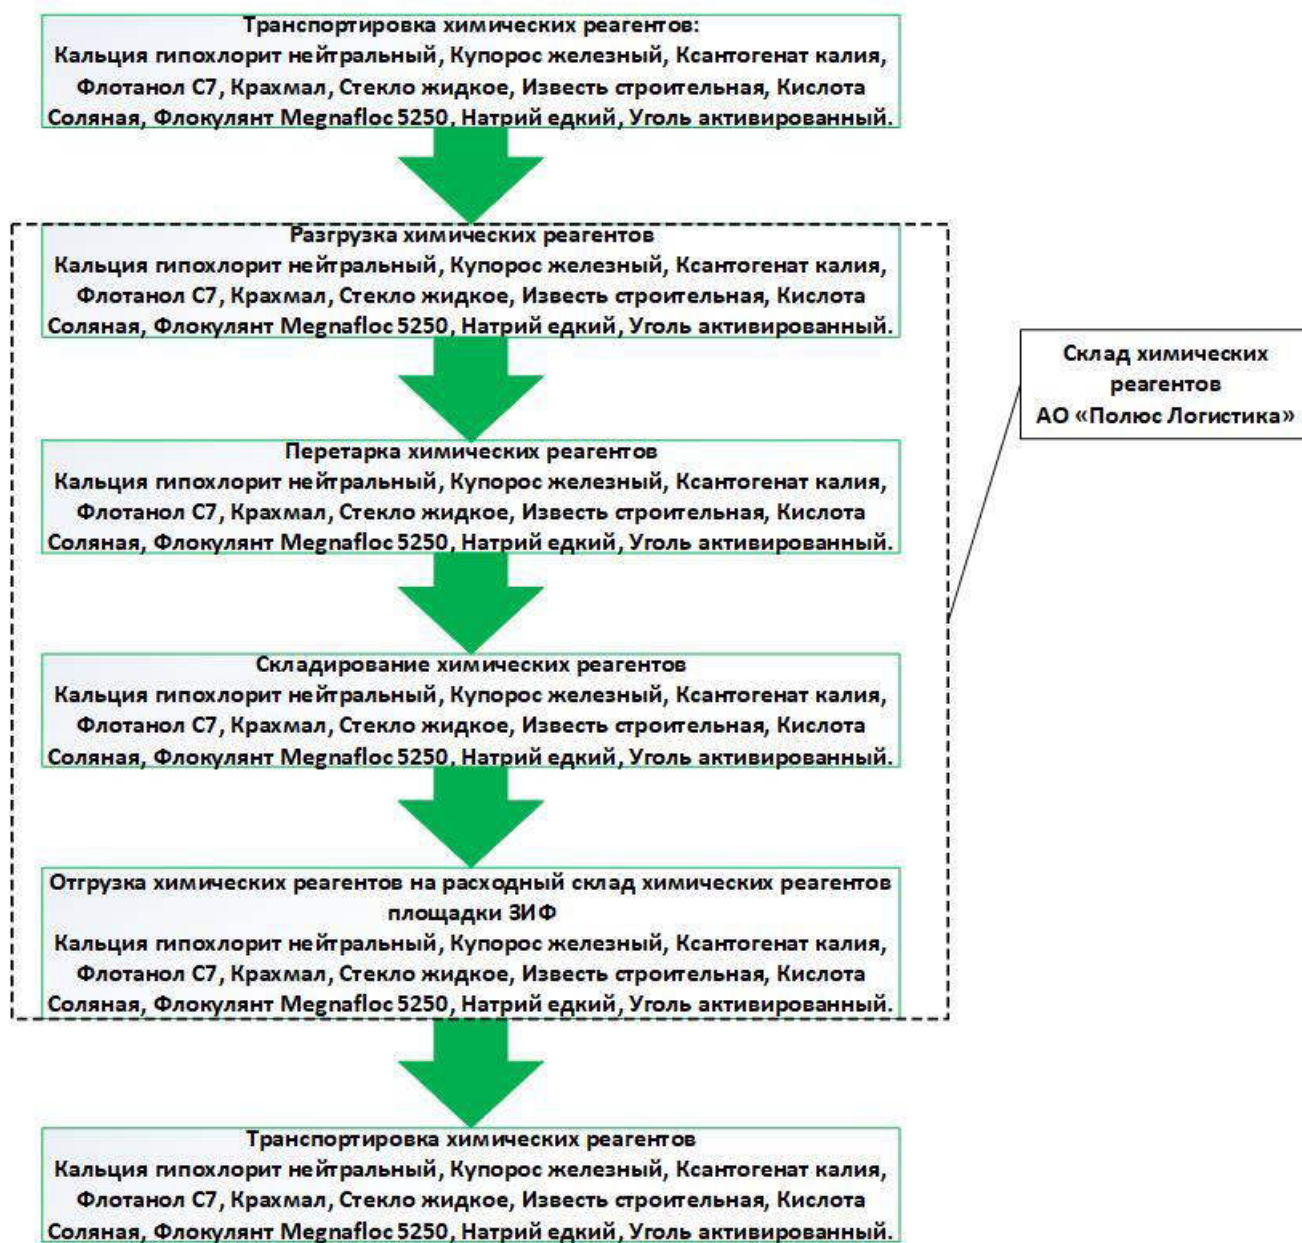 Транспортировка химических реагентов:
Кальция гипохлорит нейтральный, Купорос железный, Ксантогенат калия,
Флотанол С7, Крахмал, Стекло жидкое, Известь строительная, Кислота
Соляная, Флокулянт Megnafloc 5250, Натрий едкий, Уголь активированный.
Разгрузка химических реагентов
Кальция гипохлорит нейтральный, Купорос железный, Ксантогенат калия,
Флотанол С7, Крахмал, Стекло жидкое, Известь строительная, Кислота
Соляная, Флокулянт Megnafloc 5250, Натрий едкий, Уголь активированный.
Склад химических
реагентов
АО «Полюс Логистика»
Перетарка химических реагентов
Кальция гипохлорит нейтральный, Купорос железный, Ксантогенат калия,
Флотанол С7, Крахмал, Стекло жидкое, Известь строительная, Кислота
Соляная, Флокулянт Megnafloc 5250, Натрий едкий, Уголь активированный.
Складирование химических реагентов
Кальция гипохлорит нейтральный, Купорос железный, Ксантогенат калия,
Флотанол С7, Крахмал, Стекло жидкое, Известь строительная, Кислота
Соляная, Флокулянт Megnafloc 5250, Натрий едкий, Уголь активированный.
Отгрузка химических реагентов на расходный склад химических реагентов
площадки ЗИФ
Кальция гипохлорит нейтральный, Купорос железный, Ксантогенат калия,
Флотанол С7, Крахмал, Стекло жидкое, Известь строительная, Кислота
Соляная, Флокулянт Megnafloc 5250, Натрий едкий, Уголь активированный.
Транспортировка химических реагентов
Кальция гипохлорит нейтральный, Купорос железный, Ксантогенат калия,
Флотанол С7, Крахмал, Стекло жидкое, Известь строительная, Кислота
Соляная, Флокулянт Megnafloc 5250, Натрий едкий, Уголь активированный.